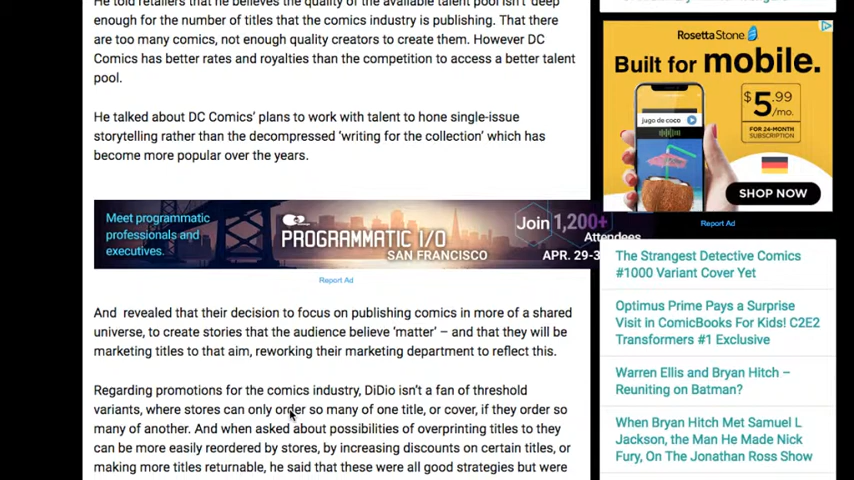 He told retailers that he believes the quality of the available talent pool isn't 'deep
enough for the number of titles that the comics industry is publishing. That there
are too many comics, not enough quality creators to create them. However DC
Comics has better rates and royalties than the competition to access a better talent
pool.
He talked about DC Comics' plans to work with talent to hone single-issue
storytelling rather than the decompressed 'writing for the collection' which has
become more popular over the years.
Meet programmatic
professionals and
executives.
PROGRAMMATIC I/O
SAN FRANCISCO
Join 1,200+
Attendees
APR. 29-3
Report Ad
And revealed that their decision to focus on publishing comics in more of a shared
universe, to create stories that the audience believe 'matter' – and that they will be
marketing titles to that aim, reworking their marketing department to reflect this.
Regarding promotions for the comics industry, DiDio isn't a fan of threshold
variants, where stores can only order so many of one title, or cover, if they order so
many of another. And when asked about possibilities of overprinting titles to they
can be more easily reordered by stores, by increasing discounts on certain titles, or
making more titles returnable, he said that these were all good strategies but were
RosettaStone
Built for mobile.
jugo de coco
$5.99
/mo.
FOR 24-MONTH
SUBSCRIPTION
SHOP NOW
Report Ad
The Strangest Detective Comics
#1000 Variant Cover Yet
Optimus Prime Pays a Surprise
Visit in ComicBooks For Kids! C2E2
Transformers #1 Exclusive
Warren Ellis and Bryan Hitch –
Reuniting on Batman?
When Bryan Hitch Met Samuel L
Jackson, the Man He Made Nick
Fury, On The Jonathan Ross Show